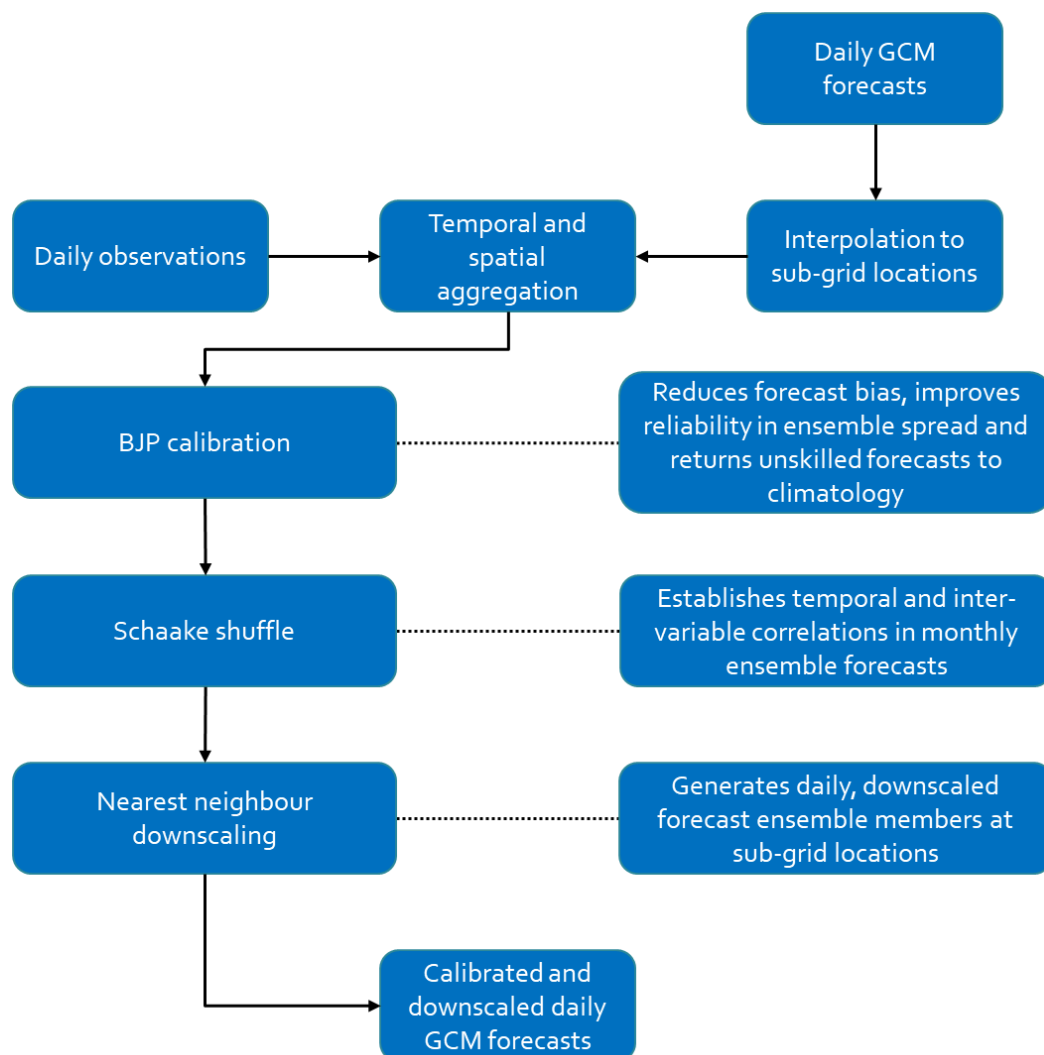 Daily GCM
forecasts
Daily observations
Temporal and
spatial
aggregation
Interpolation to
sub-grid locations
BJP calibration
Reduces forecast bias, improves
reliability in ensemble spread and
returns unskilled forecasts to
climatology
Schaake shuffle
Establishes temporal and inter-
variable correlations in monthly
ensemble forecasts
Nearest neighbour
downscaling
Generates daily, downscaled
forecast ensemble members at
sub-grid locations
Calibrated and
downscaled daily
GCM forecasts